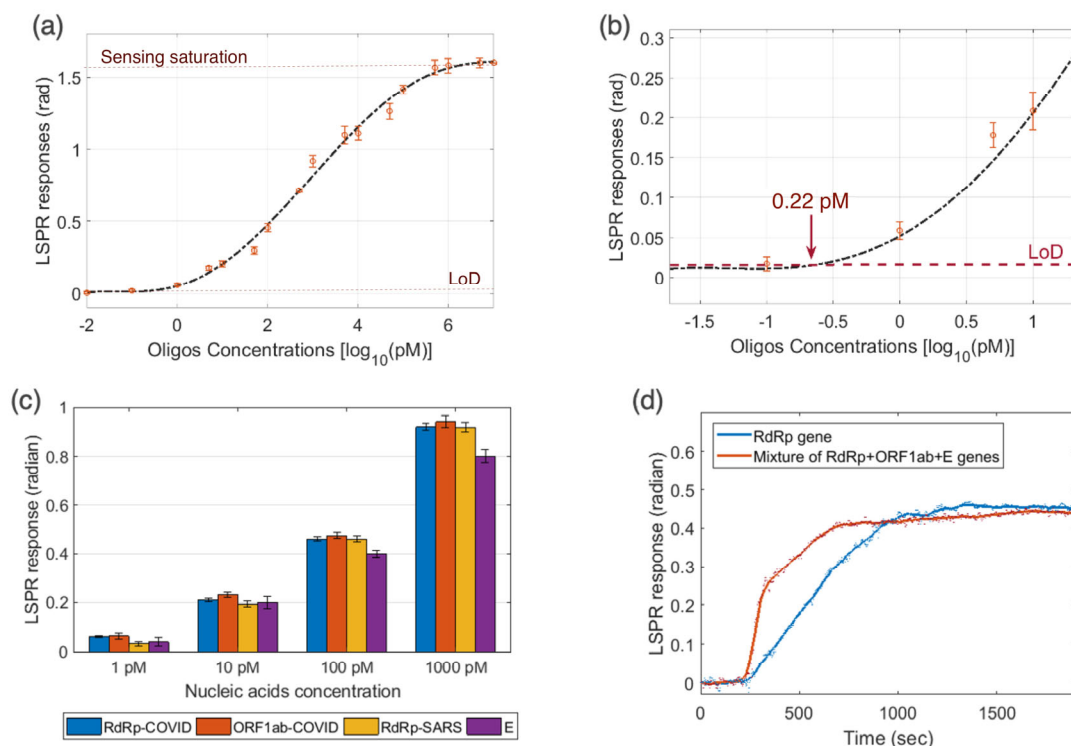 (a)
Sensing saturation
1.5
1
0.5
0
LoD
-2 0 2 4 6
LSPR responses (rad)
Oligos Concentrations [log10(pM)]
(b)
0.3
0.25
0.2
0.15
0.1
0.05
0
0.22 pM
LoD
-1.5 -1 -0.5 0 0.5 1
LSPR responses (rad)
Oligos Concentrations [log10(pM)]
(c)
1
0.8
0.6
0.4
0.2
0
1 pM 10 pM 100 pM 1000 pM
LSPR response (radian)
Nucleic acids concentration
RdRp-COVID ORF1ab-COVID RdRp-SARS E
(d)
RdRp gene
Mixture of RdRp+ORF1ab+E genes
0.6
0.5
0.4
0.3
0.2
0.1
0
0 500 1000 1500
LSPR response (radian)
Time (sec)